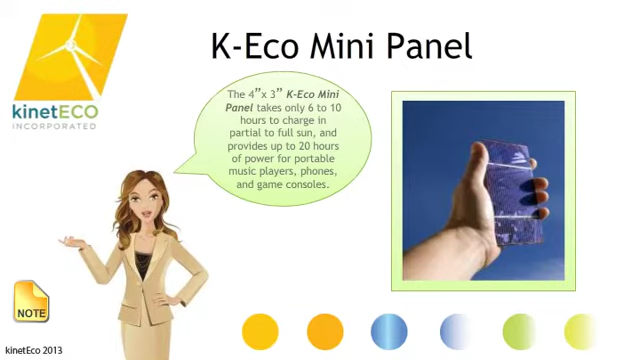 K-Eco Mini Panel
kinetECO
INCORPORATED
The 4”x 3” K-Eco Mini
Panel takes only 6 to 10
hours to charge in
partial to full sun, and
provides up to 20 hours
of power for portable
music players, phones,
and game consoles.
NOTE
kinetEco 2013